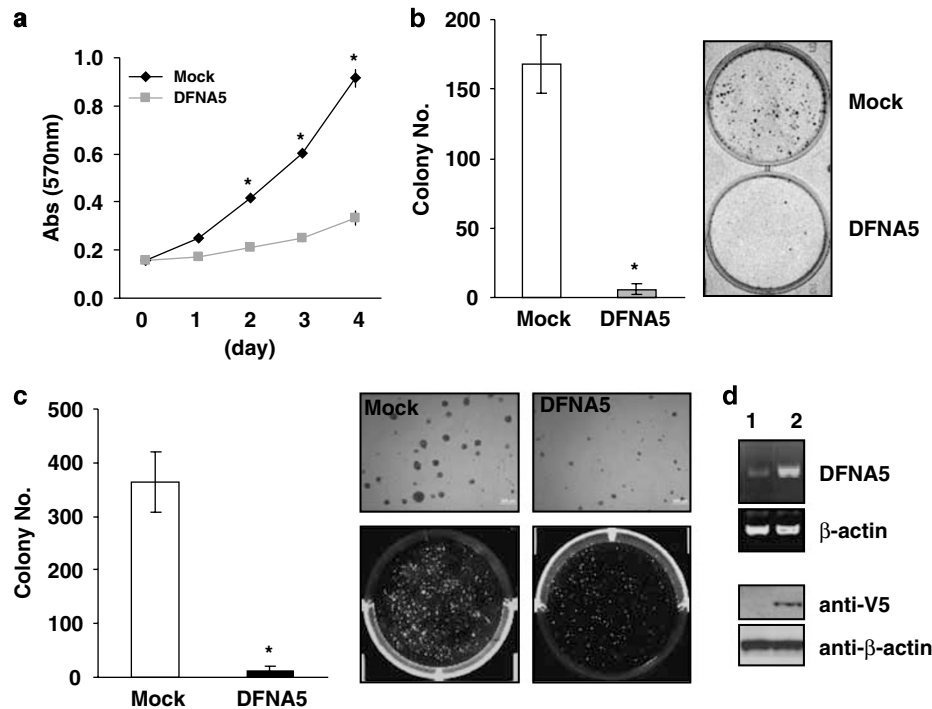 a
1.0
0.8
0.6
0.4
0.2
0.0
Abs (570nm)
Mock
DFNA5
*
*
*
0 1 2 3 4
(day)
b
200
150
100
50
0
Colony No.
*
Mock DFNA5
Mock
DFNA5
c
500
400
300
200
100
0
Colony No.
*
Mock DFNA5
Mock
DFNA5
d
1 2
DFNA5
β-actin
anti-V5
anti-β-actin